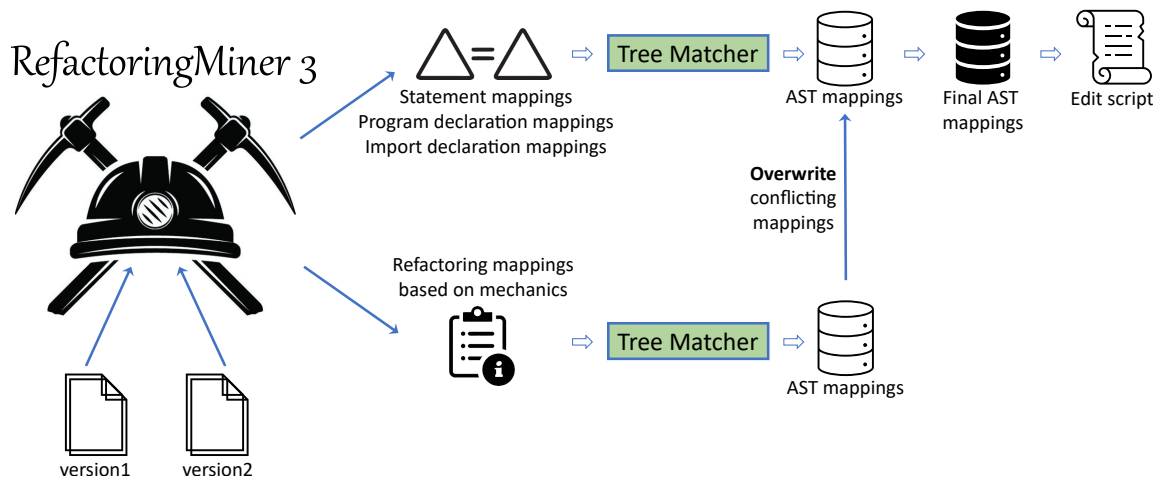 RefactoringMiner 3
Statement mappings
Program declaration mappings
Import declaration mappings
Tree Matcher
AST mappings
Final AST
mappings
Edit script
Overwrite
conflicting
mappings
Refactoring mappings
based on mechanics
i
Tree Matcher
AST mappings
version1
version2